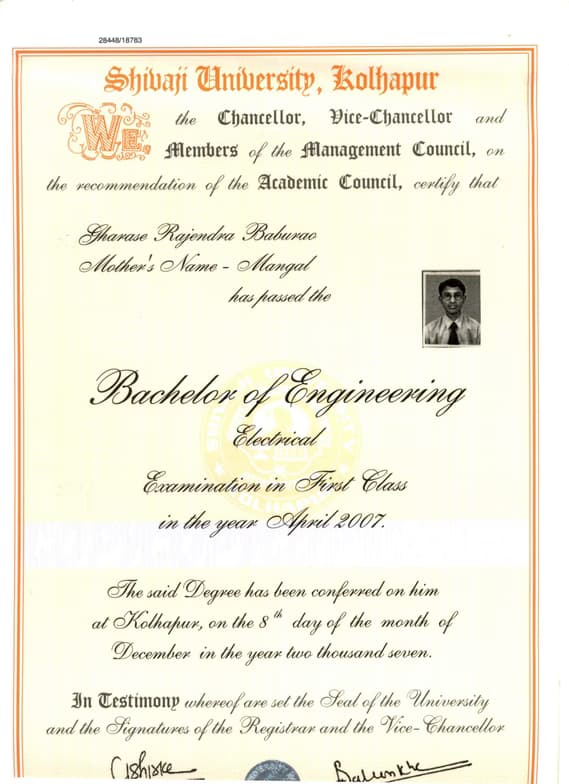 28448/18783
Shivaji University, Kolhapur
WE the Chancellor, Vice-Chancellor and
Members of the Management Council, on
the recommendation of the Academic Council, certify that
Gharase Rajendra Baburao
Mother's Name - Mangal
has passed the
Bachelor of Engineering
Electrical
Examination in First Class
in the year April 2007.
The said Degree has been conferred on him
at Kolhapur, on the 8th day of the month of
December in the year two thousand seven.
In Testimony whereof are set the Seal of the University
and the Signatures of the Registrar and the Vice-Chancellor